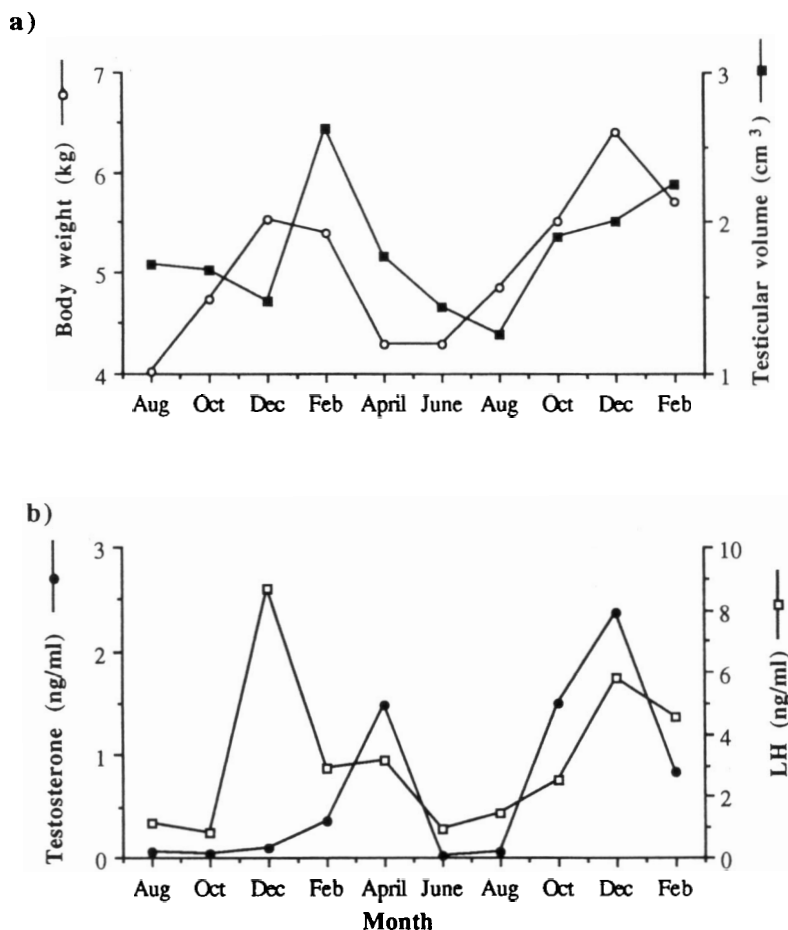 a)
Body weight (kg)
7
6
5
4
Testicular volume (cm 3)
3
2
1
Aug Oct Dec Feb April June Aug Oct Dec Feb
b)
Testosterone (ng/ml)
3
2
1
0
LH (ng/ml)
10
8
6
4
2
0
Aug Oct Dec Feb April June Aug Oct Dec Feb
Month